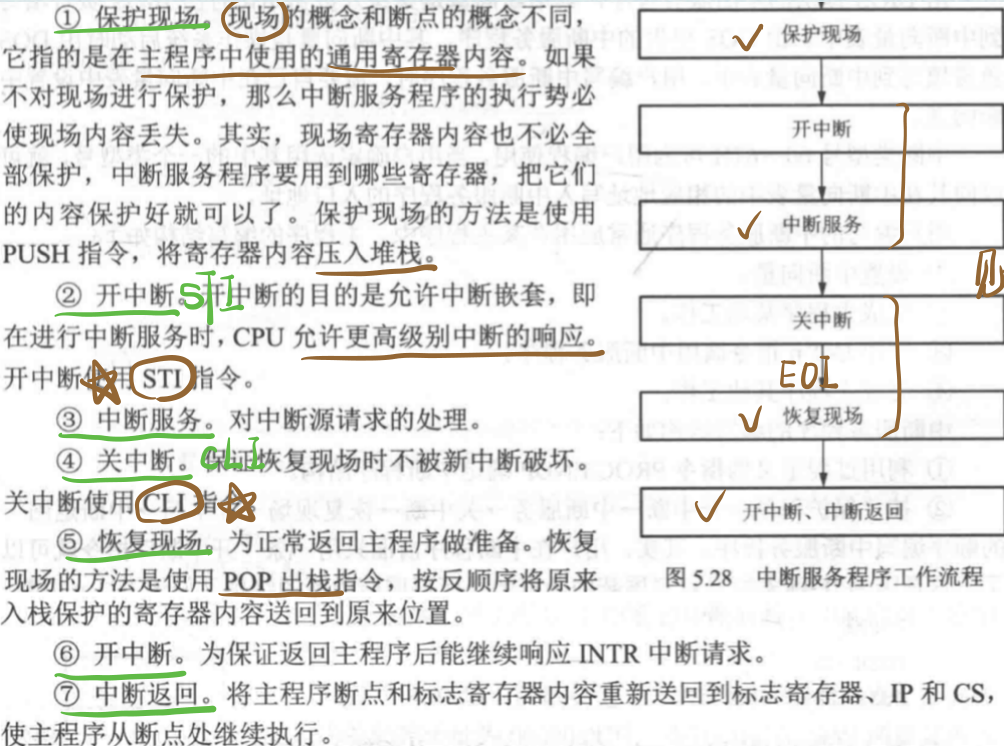 ① 保护现场。现场的概念和断点的概念不同,
它指的是在主程序中使用的通用寄存器内容。如果
不对现场进行保护，那么中断服务程序的执行势必
使现场内容丢失。其实，现场寄存器内容也不必全
部保护，中断服务程序要用到哪些寄存器，把它们
的内容保护好就可以了。保护现场的方法是使用
PUSH 指令，将寄存器内容压入堆栈。
② 开中断。STI 开中断的目的是允许中断嵌套，即
在进行中断服务时，CPU 允许更高级别中断的响应。
开中断使用 STI 指令。
③ 中断服务。对中断源请求的处理。
④ 关中断。CLI 保证恢复现场时不被新中断破坏。
关中断使用 CLI 指令
⑤ 恢复现场。为正常返回主程序做准备。恢复
现场的方法是使用 POP 出栈指令，按反顺序将原来
入栈保护的寄存器内容送回到原来位置。
⑥ 开中断。为保证返回主程序后能继续响应 INTR 中断请求。
⑦ 中断返回。将主程序断点和标志寄存器内容重新送回到标志寄存器、IP 和 CS，
使主程序从断点处继续执行。
保护现场
开中断
中断服务
关中断
EOI
恢复现场
开中断、中断返回
图 5.28 中断服务程序工作流程